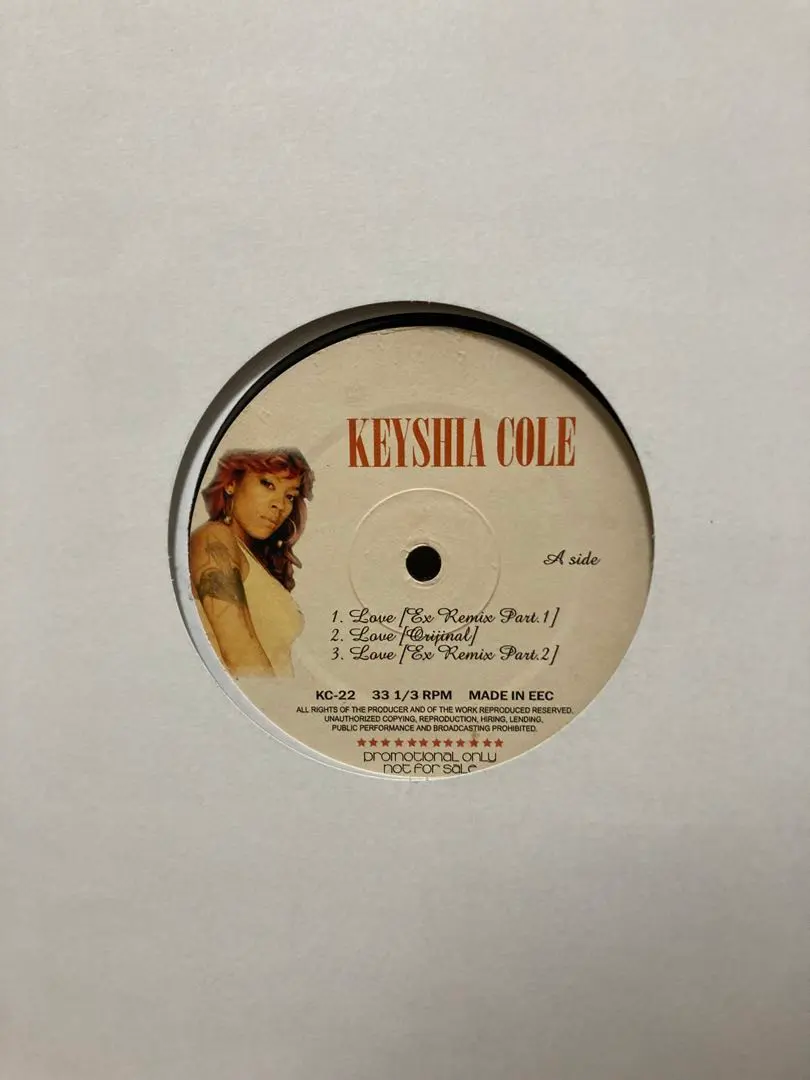 KEYSHIA COLE
A side
1. Love [Ex Remix Part.1]
2. Love [Orijinal]
3. Love [Ex Remix Part.2]
KC-22 33 1/3 RPM MADE IN EEC
ALL RIGHTS OF THE PRODUCER AND OF THE WORK REPRODUCED RESERVED.
UNAUTHORIZED COPYING, REPRODUCTION, HIRING, LENDING,
PUBLIC PERFORMANCE AND BROADCASTING PROHIBITED.
promotional only
not for sale